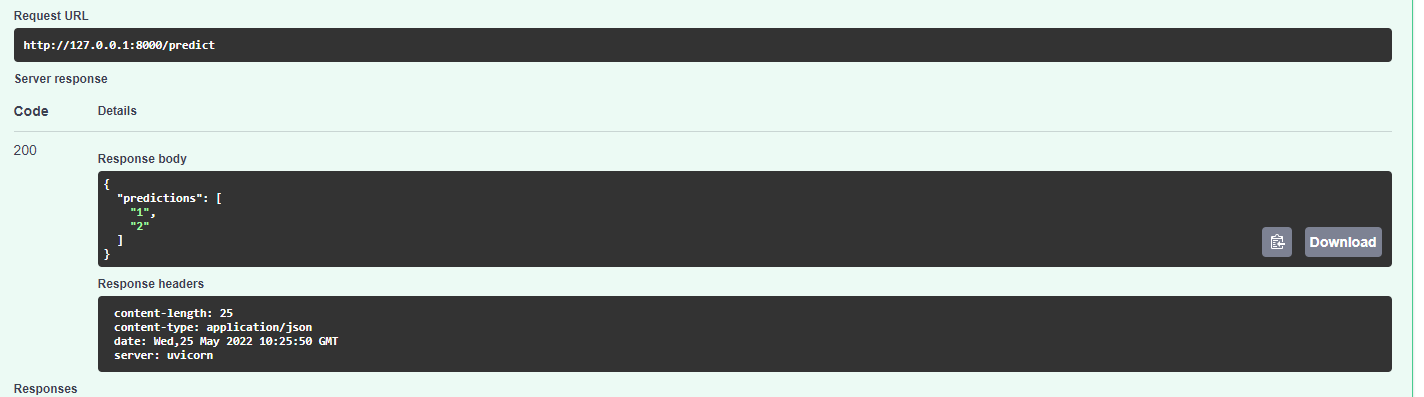 Request URL
http://127.0.0.1:8000/predict
Server response
Code Details
200
Response body
{
"predictions": [
"1",
"2"
]
}
Download
Response headers
content-length: 25
content-type: application/json
date: Wed,25 May 2022 10:25:50 GMT
server: uvicorn
Responses